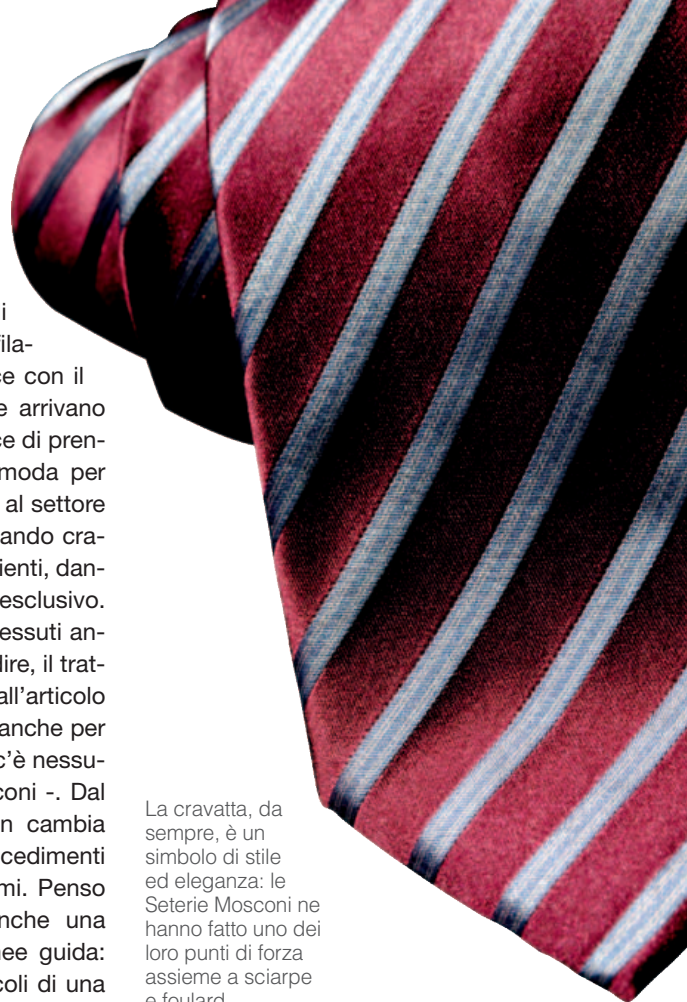 i
fila-
ce con il
e arrivano
ce di pren-
moda per
al settore
ando cra-
ienti, dan-
esclusivo.
essuti an-
dire, il trat-
all'articolo
anche per
c'è nessu-
coni -. Dal
n cambia
cedimenti
mi. Penso
nche una
nee guida:
coli di una
La cravatta, da
sempre, è un
simbolo di stile
ed eleganza: le
Seterie Mosconi ne
hanno fatto uno dei
loro punti di forza
assieme a sciarpe
e foulard